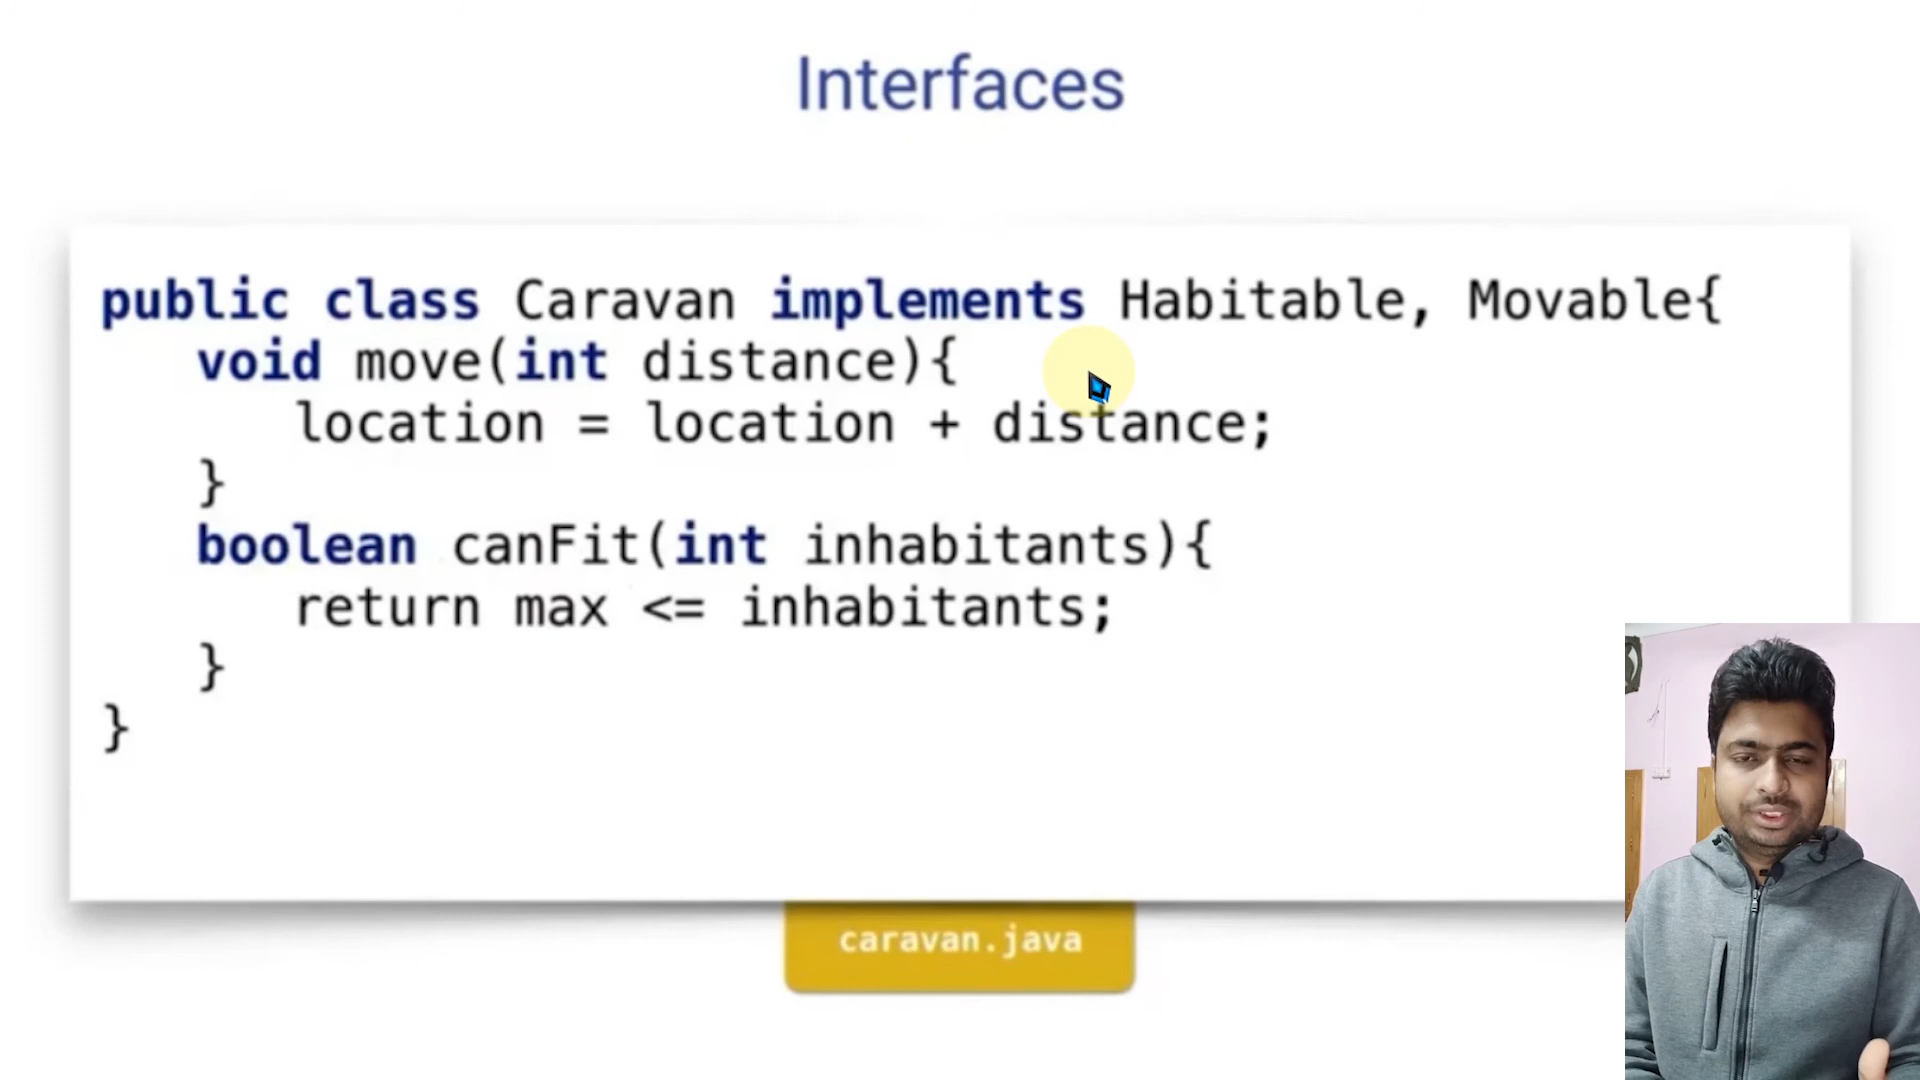 Interfaces
public class Caravan implements Habitable, Movable{
void move(int distance){
location = location + distance;
}
boolean canFit(int inhabitants){
return max <= inhabitants;
}
}
caravan.java